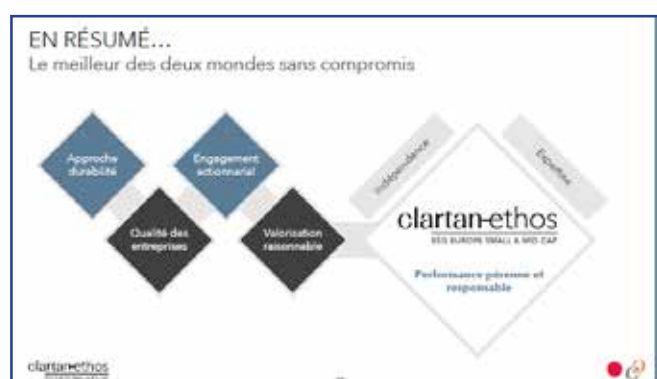 EN RÉSUMÉ...
Le meilleur des deux mondes sans compromis
Approche
durabilité
Engagement
actionnarial
Qualité des
entreprises
Valorisation
raisonnable
Indépendance
Expertise
clartan-ethos
ESG EUROPE SMALL & MID CAP
Performance pérenne et
responsable
clartan-ethos